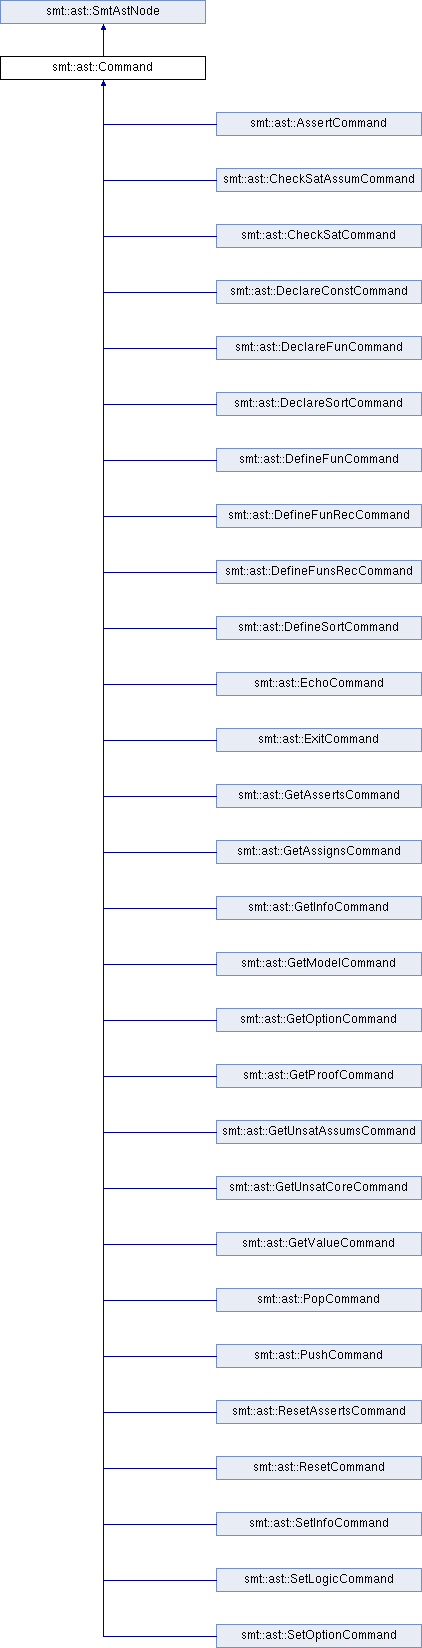 smt::ast::SmtAstNode
smt::ast::Command
smt::ast::AssertCommand
smt::ast::CheckSatAssumCommand
smt::ast::CheckSatCommand
smt::ast::DeclareConstCommand
smt::ast::DeclareFunCommand
smt::ast::DeclareSortCommand
smt::ast::DefineFunCommand
smt::ast::DefineFunRecCommand
smt::ast::DefineFunsRecCommand
smt::ast::DefineSortCommand
smt::ast::EchoCommand
smt::ast::ExitCommand
smt::ast::GetAssertsCommand
smt::ast::GetAssignsCommand
smt::ast::GetInfoCommand
smt::ast::GetModelCommand
smt::ast::GetOptionCommand
smt::ast::GetProofCommand
smt::ast::GetUnsatAssumsCommand
smt::ast::GetUnsatCoreCommand
smt::ast::GetValueCommand
smt::ast::PopCommand
smt::ast::PushCommand
smt::ast::ResetAssertsCommand
smt::ast::ResetCommand
smt::ast::SetInfoCommand
smt::ast::SetLogicCommand
smt::ast::SetOptionCommand